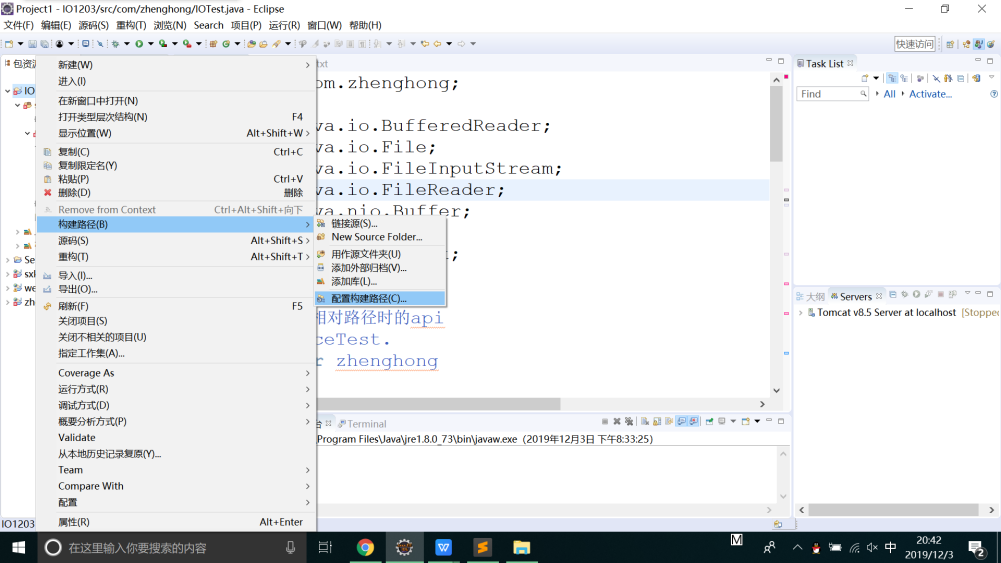 Project1 - IO1203/src/com/zhenghong/IOTest.java - Eclipse
文件(F) 编辑(E) 源码(S) 重构(T) 浏览(N) Search 项目(P) 运行(R) 窗口(W) 帮助(H)
快速访问
包资源
新建(W)
进入(I)
在新窗口中打开(N)
打开类型层次结构(N) F4
显示位置(W) Alt+Shift+W
复制(C) Ctrl+C
复制限定名(Y)
粘贴(P) Ctrl+V
删除(D) 删除
Remove from Context Ctrl+Alt+Shift+向下
构建路径(B)
源码(S) Alt+Shift+S
重构(T) Alt+Shift+T
导入(I)...
导出(O)...
刷新(F) F5
关闭项目(S)
关闭不相关的项目(U)
指定工作集(A)...
Coverage As
运行方式(R)
调试方式(D)
概要分析方式(P)
Validate
从本地历史记录复原(Y)...
Team
Compare With
配置
属性(R) Alt+Enter
链接源(S)...
New Source Folder...
用作源文件夹(U)
添加外部归档(V)...
添加库(L)...
配置构建路径(C)...
IO
Se
sxl
we
zh
IO1203
txt
om.zhenghong;
va.io.BufferedReader;
va.io.File;
va.io.FileInputStream;
va.io.FileReader;
va.nio.Buffer;
;
相对路径时的api
ceTest.
r zhenghong
台 Terminal
Program Files\Java\jre1.8.0_73\bin\javaw.exe（2019年12月3日 下午8:33:25）
Task List
Find All Activate...
大纲 Servers
Tomcat v8.5 Server at localhost [Stopped
在这里输入你要搜索的内容
M
中
20:42
2019/12/3
2